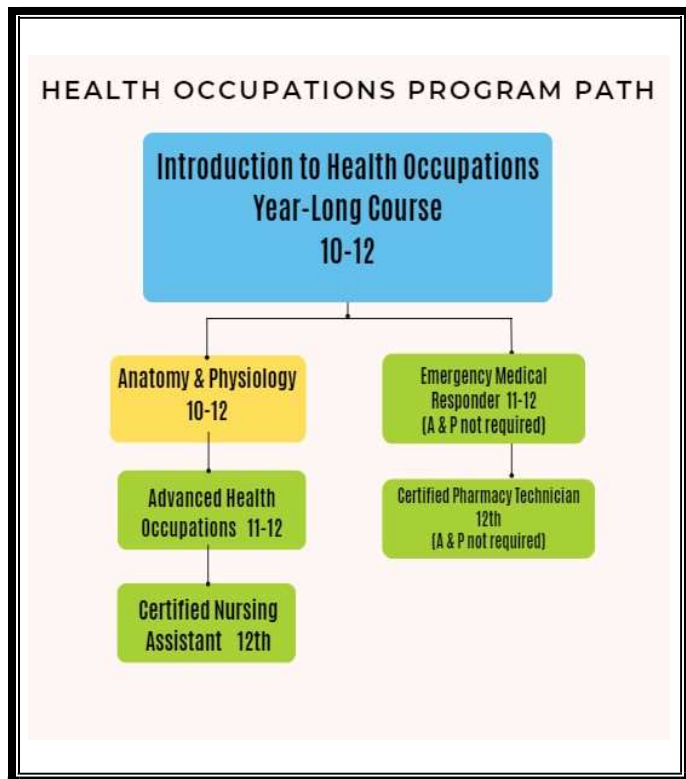 HEALTH OCCUPATIONS PROGRAM PATH
Introduction to Health Occupations
Year-Long Course
10-12
Anatomy & Physiology
10-12
Advanced Health
Occupations 11-12
Certified Nursing
Assistant 12th
Emergency Medical
Responder 11-12
(A & P not required)
Certified Pharmacy Technician
12th
(A & P not required)